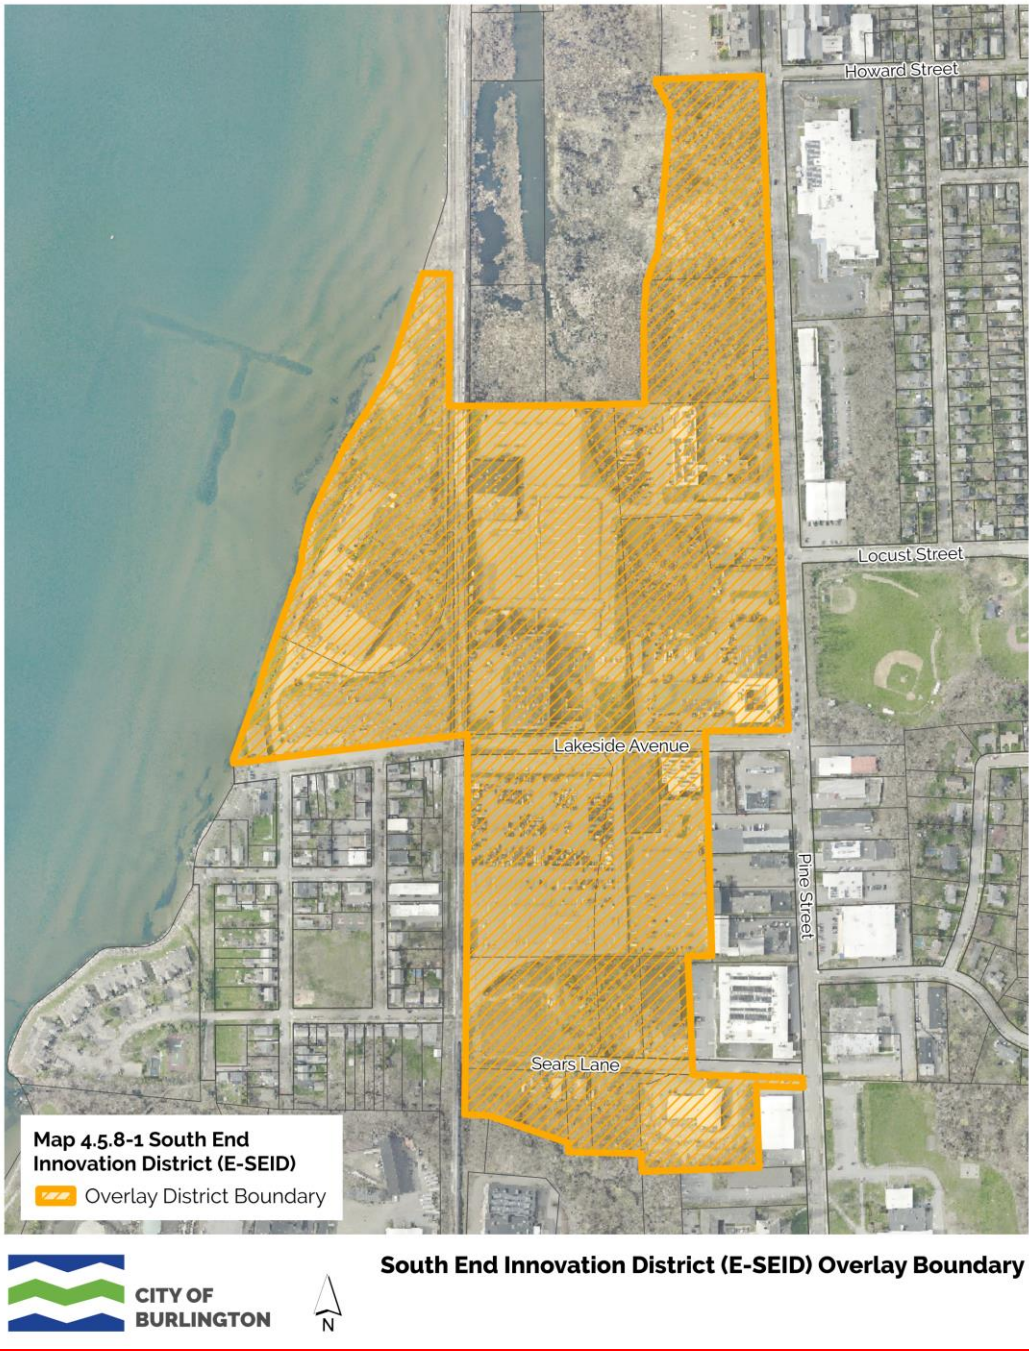 Howard Street
Locust Street
Lakeside Avenue
Pine Street
Sears Lane
Map 4.5.8-1 South End
Innovation District (E-SEID)
Overlay District Boundary
South End Innovation District (E-SEID) Overlay Boundary
CITY OF
BURLINGTON
N